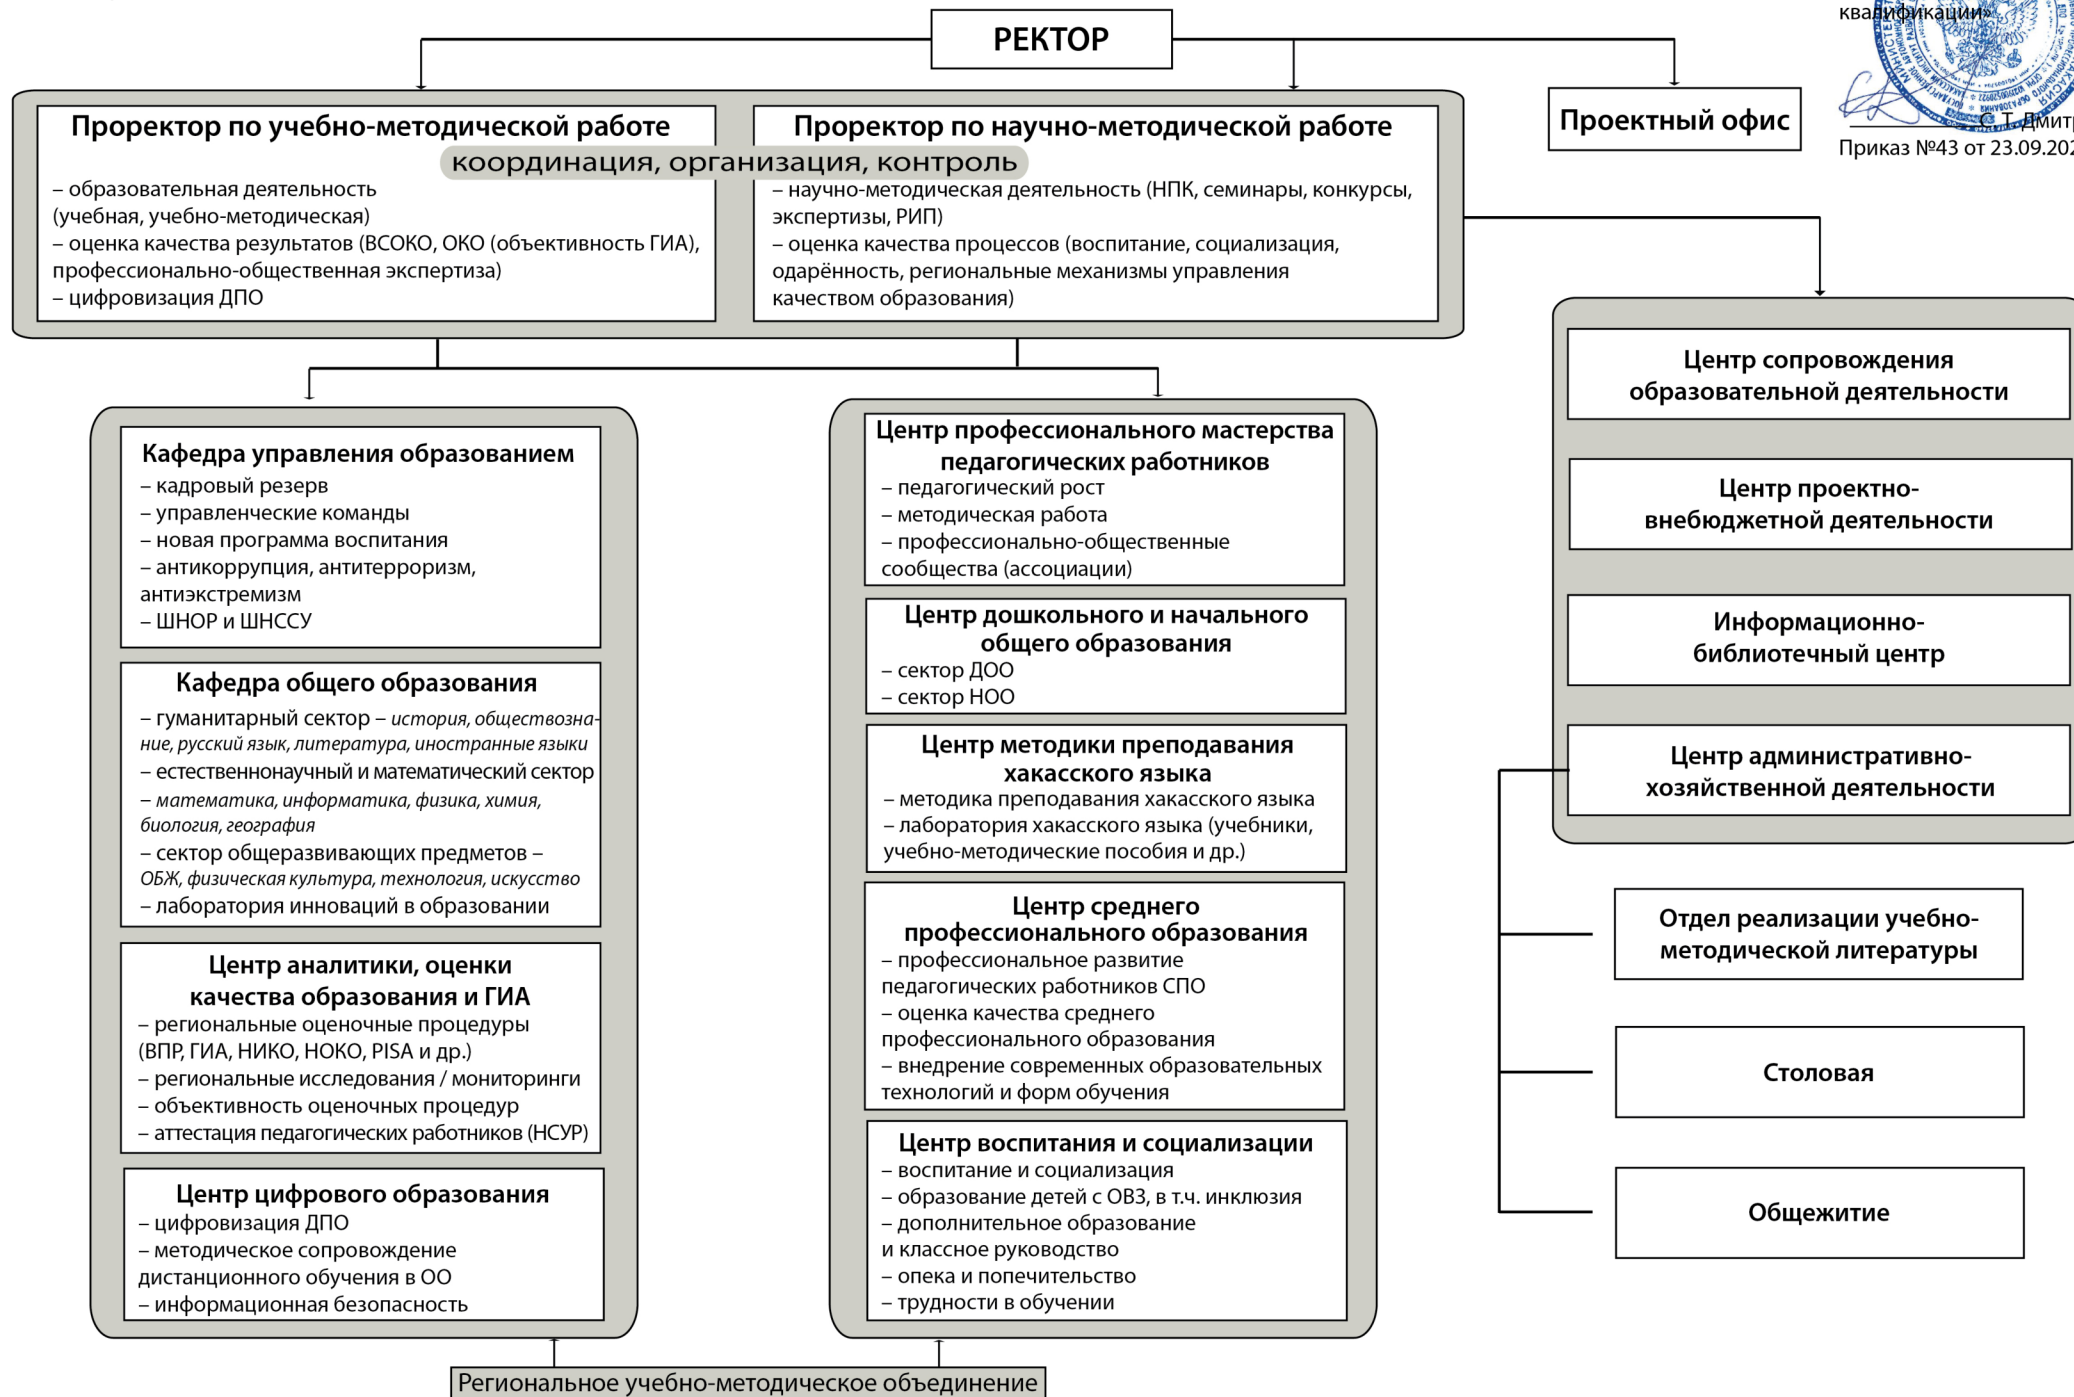 РЕКТОР
квалификации»
Проректор по учебно-методической работе
Проректор по научно-методической работе
координация, организация, контроль
– образовательная деятельность
(учебная, учебно-методическая)
– оценка качества результатов (ВСОКО, ОКО (объективность ГИА),
профессионально-общественная экспертиза)
– цифровизация ДПО
– научно-методическая деятельность (НПК, семинары, конкурсы,
экспертизы, РИП)
– оценка качества процессов (воспитание, социализация,
одарённость, региональные механизмы управления
качеством образования)
Проектный офис
С. Т. Дмитр
Приказ №43 от 23.09.202
Кафедра управления образованием
– кадровый резерв
– управленческие команды
– новая программа воспитания
– антикоррупция, антитерроризм,
антиэкстремизм
– ШНОР и ШНССУ
Кафедра общего образования
– гуманитарный сектор – история, обществозна-
ние, русский язык, литература, иностранные языки
– естественнонаучный и математический сектор
– математика, информатика, физика, химия,
биология, география
– сектор общеразвивающих предметов –
ОБЖ, физическая культура, технология, искусство
– лаборатория инноваций в образовании
Центр аналитики, оценки
качества образования и ГИА
– региональные оценочные процедуры
(ВПР, ГИА, НИКО, НОКО, PISA и др.)
– региональные исследования / мониторинги
– объективность оценочных процедур
– аттестация педагогических работников (НСУР)
Центр цифрового образования
– цифровизация ДПО
– методическое сопровождение
дистанционного обучения в ОО
– информационная безопасность
Центр профессионального мастерства
педагогических работников
– педагогический рост
– методическая работа
– профессионально-общественные
сообщества (ассоциации)
Центр дошкольного и начального
общего образования
– сектор ДОО
– сектор НОО
Центр методики преподавания
хакасского языка
– методика преподавания хакасского языка
– лаборатория хакасского языка (учебники,
учебно-методические пособия и др.)
Центр среднего
профессионального образования
– профессиональное развитие
педагогических работников СПО
– оценка качества среднего
профессионального образования
– внедрение современных образовательных
технологий и форм обучения
Центр воспитания и социализации
– воспитание и социализация
– образование детей с ОВЗ, в т.ч. инклюзия
– дополнительное образование
и классное руководство
– опека и попечительство
– трудности в обучении
Центр сопровождения
образовательной деятельности
Центр проектно-
внебюджетной деятельности
Информационно-
библиотечный центр
Центр административно-
хозяйственной деятельности
Отдел реализации учебно-
методической литературы
Столовая
Общежитие
Региональное учебно-методическое объединение